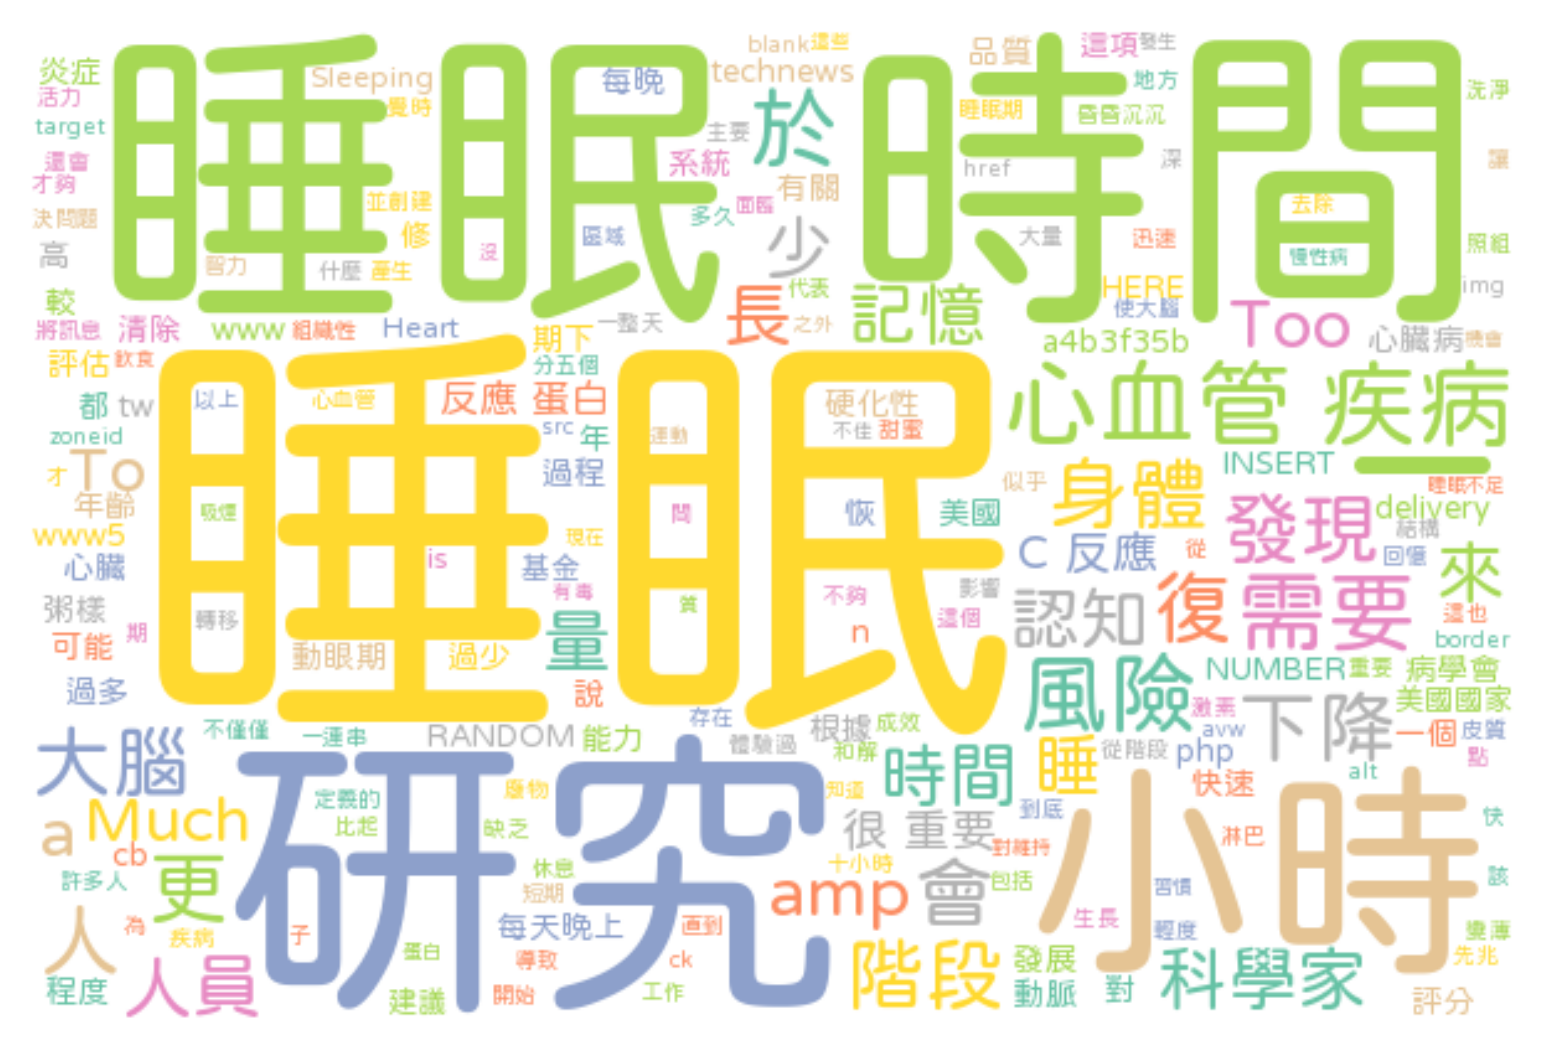 睡眠時間
炎症
活力
target
還會
才夠
決問題
高
較
將訊息
清除
www
組織性
Heart
Sleeping
覺時
並創建
修
智力
什麼
產生
沒
每晚
blank
這些
technews
主要
於
系統
有關
面臨
多久
區域
少
一整天
期下
長
代表
之外
記憶
品質
這項
發生
地方
睡眠期
昏昏沉沉
href
深
大量
迅速
去除
慢性病
HERE
使大腦
洗淨
讓
照組
img
Too
a4b3f35b
心臟病
機會
睡眠
評估
飲食
都
tw
zoneid
才
To
年齡
www5
心臟
粥樣
期
可能
過多
以上
吸煙
轉移
心血管
is
動眼期
過少
反應 蛋白
分五個
src
年
過程
現在
基金
有毒
量
說
運動
問
質
硬化性
不佳
甜蜜
恢
美國
似乎
不夠
影響
這個
n
心血管 疾病
一
INSERT
睡眠不足
身體
發現
delivery
結構
C 反應
從
回憶
來
認知
復
需要
這也
border
風險
NUMBER
重要
病學會
激素
美國國家
avw
下降
一個
皮質
點
不僅僅
一連串
RANDOM
能力
存在
體驗過
根據
成效
和解
時間
睡
從階段
php
快速
alt
大腦
研究
小時
a
Much
cb
許多人
更
人
為
疾病
程度
人員
定義的
比起
子
廢物
缺乏
休息
短期
每天晚上
蛋白
導致
建議
開始
直到
ck
工作
知道
很 重要
到底
對維持
十小時
amp
會
包括
階段
發展
動脈
對
生長
習慣
輕度
淋巴
科學家
快
該
變薄
先兆
評分